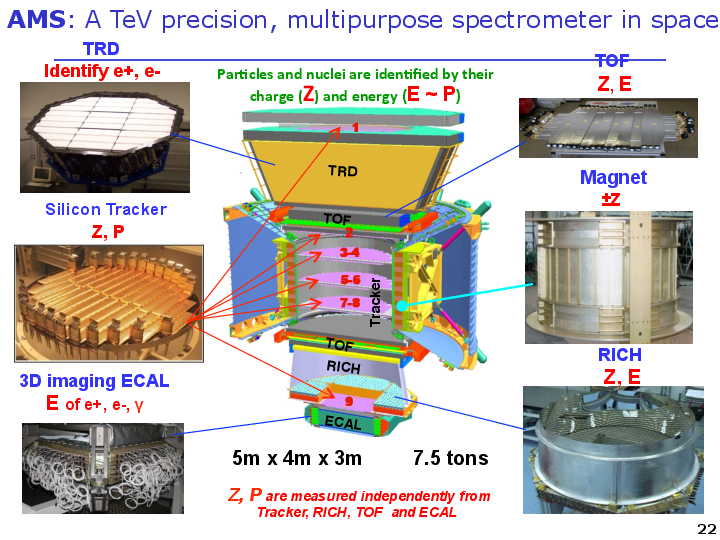 AMS: A TeV precision, multipurpose spectrometer in space
TRD
Identify e+, e-
Particles and nuclei are identified by their
charge (Z) and energy (E ~ P)
TOF
Z, E
1
TRD
Silicon Tracker
Z, P
Magnet
±Z
TOF
2
3-4
5-6
7-8
Tracker
TOF
RICH
3D imaging ECAL
E of e+, e-, γ
RICH
Z, E
9
ECAL
5m x 4m x 3m
7.5 tons
Z, P are measured independently from
Tracker, RICH, TOF and ECAL
22